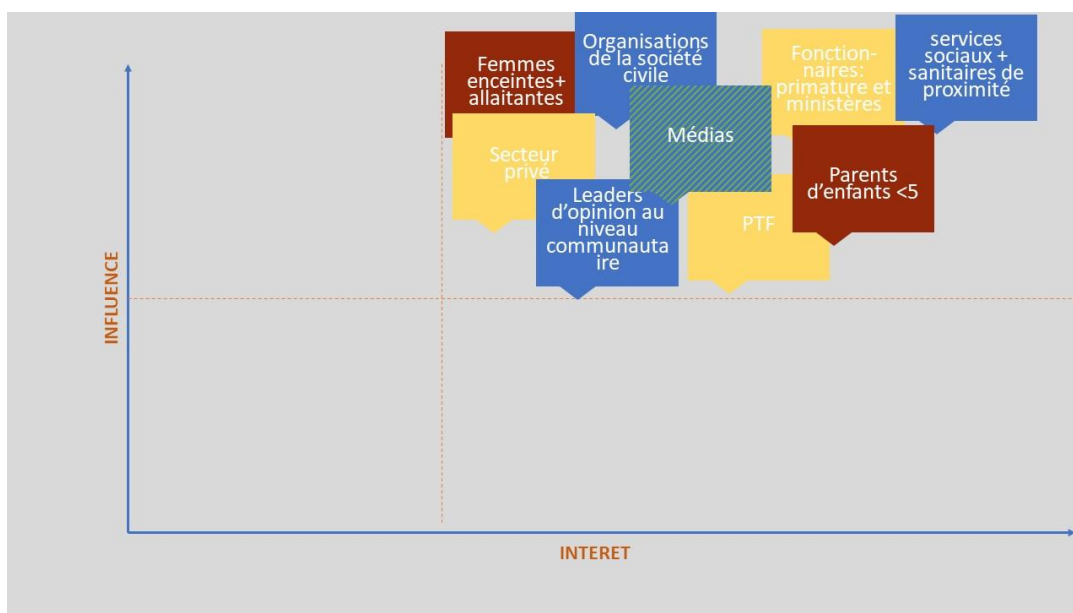 Femmes
enceintes+
allaitantes
Organisations
de la société
civile
Fonction-
naires:
primature et
ministères
services
sociaux +
sanitaires de
proximité
Médias
Secteur
privé
Parents
d'enfants <5
Leaders
d'opinion au
niveau
communauta
ire
PTF
INFLUENCE
INTERET